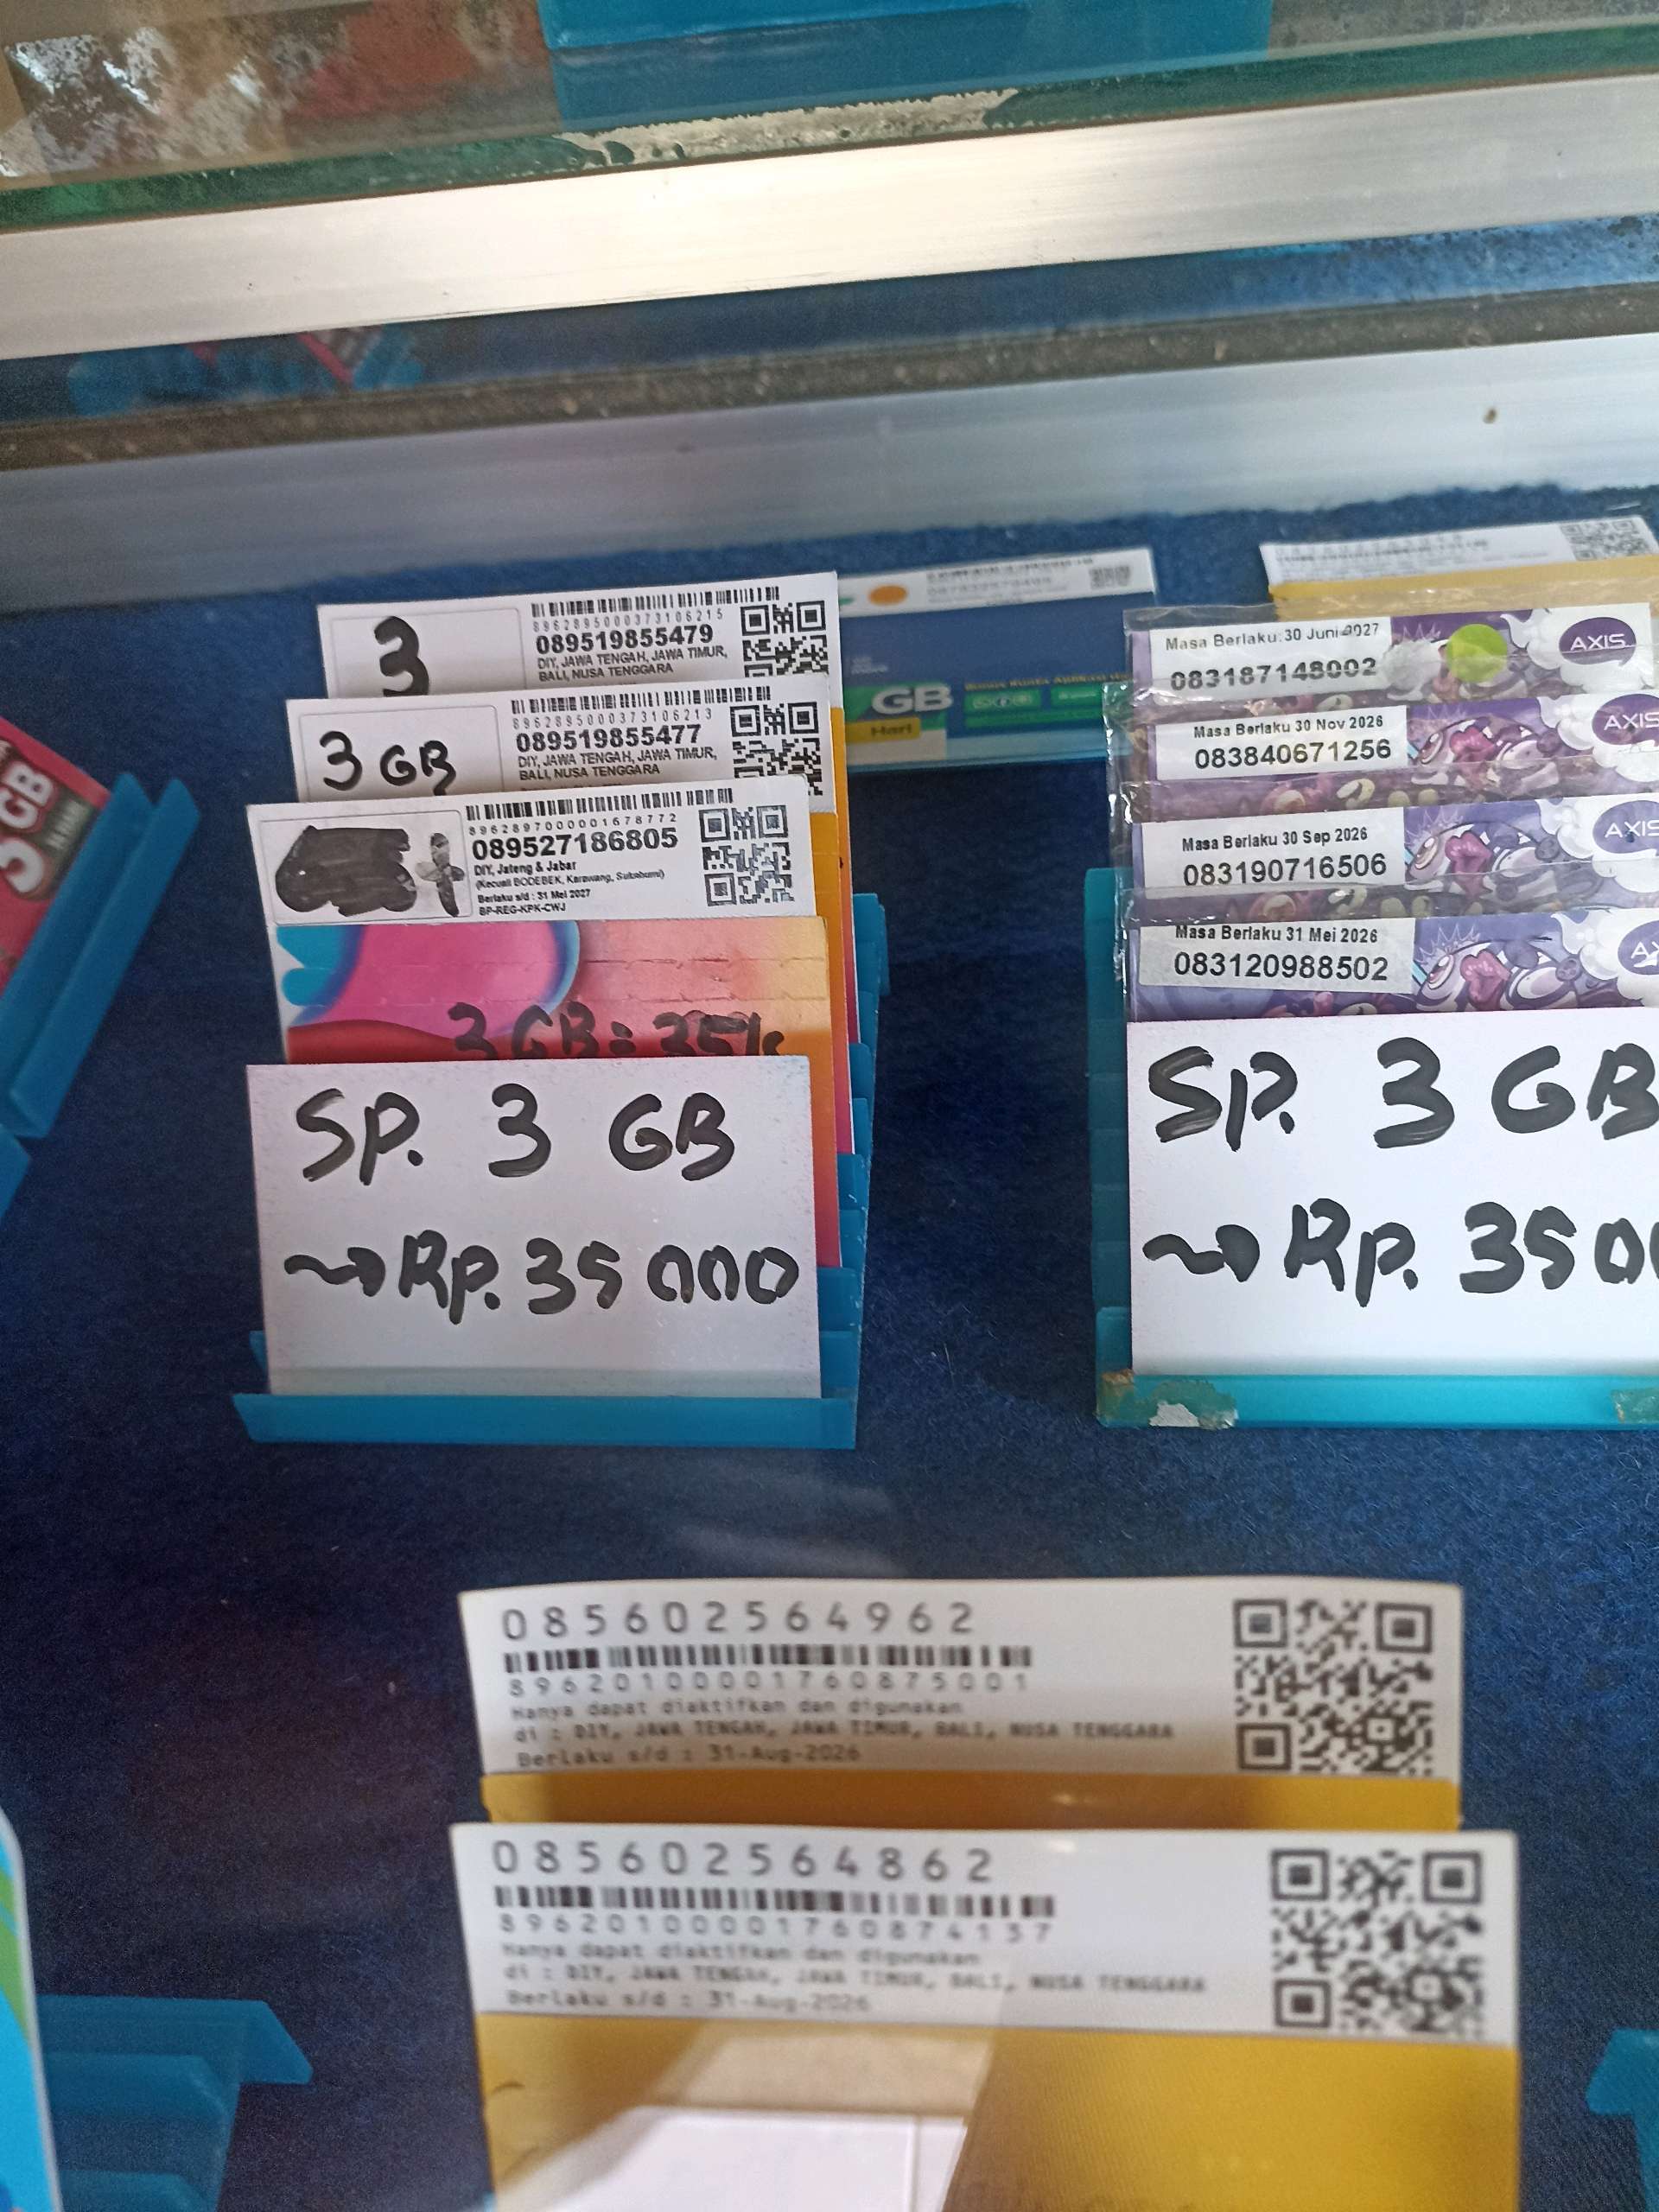 3
8962895000373106215
089519855479
DIY, JAWA TENGAH, JAWA TIMUR,
BALI, NUSA TENGGARA
3 GB
8962895000373106213
089519855477
DIY, JAWA TENGAH, JAWA TIMUR,
BALI, NUSA TENGGARA
8962897000001678772
089527186805
DIY, Jateng & Jabar
(Kecuali BODEBEK, Karawang, Sukabumi)
Berlaku s/d : 31 Mei 2027
BP-REG-KPK-CWJ
3 GB = 35k
SP. 3 GB
→ Rp. 35000
3 GB
GB
Hari
Masa Berlaku: 30 Juni 2027
083187148002
AXIS
Masa Berlaku 30 Nov 2026
083840671256
AXIS
Masa Berlaku 30 Sep 2026
083190716506
AXIS
Masa Berlaku 31 Mei 2026
083120988502
SP. 3 GB
→ Rp. 3500
085602564962
89620100001760875001
Hanya dapat diaktifkan dan digunakan
di : DIY, JAWA TENGAH, JAWA TIMUR, BALI, NUSA TENGGARA
Berlaku s/d : 31-Aug-2026
085602564862
89620100001760874137
Hanya dapat diaktifkan dan digunakan
di : DIY, JAWA TENGAH, JAWA TIMUR, BALI, NUSA TENGGARA
Berlaku s/d : 31-Aug-2026